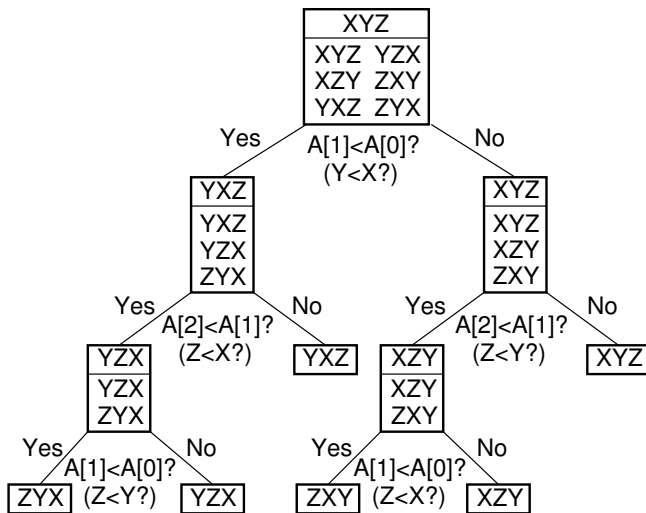 XYZ
XYZ YZX
XZY ZXY
YXZ ZYX
Yes A[1]<A[0]? No
(Y<X?)
YXZ XYZ
YXZ XYZ
YZX XZY
ZYX ZXY
Yes A[2]<A[1]? No Yes A[2]<A[1]? No
(Z<X?) (Z<Y?)
YZX YXZ XZY XYZ
YZX XZY
ZYX ZXY
Yes A[1]<A[0]? No Yes A[1]<A[0]? No
(Z<Y?) (Z<X?)
ZYX YZX ZXY XZY